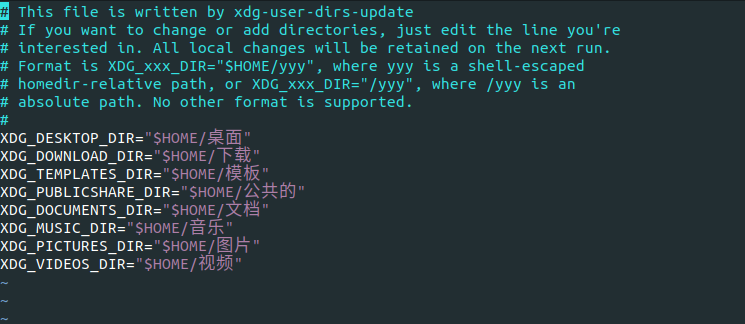 # This file is written by xdg-user-dirs-update
# If you want to change or add directories, just edit the line you're
# interested in. All local changes will be retained on the next run.
# Format is XDG_xxx_DIR="$HOME/yyy", where yyy is a shell-escaped
# homedir-relative path, or XDG_xxx_DIR="/yyy", where /yyy is an
# absolute path. No other format is supported.
#
XDG_DESKTOP_DIR="$HOME/桌面"
XDG_DOWNLOAD_DIR="$HOME/下载"
XDG_TEMPLATES_DIR="$HOME/模板"
XDG_PUBLICSHARE_DIR="$HOME/公共的"
XDG_DOCUMENTS_DIR="$HOME/文档"
XDG_MUSIC_DIR="$HOME/音乐"
XDG_PICTURES_DIR="$HOME/图片"
XDG_VIDEOS_DIR="$HOME/视频"
~
~
~